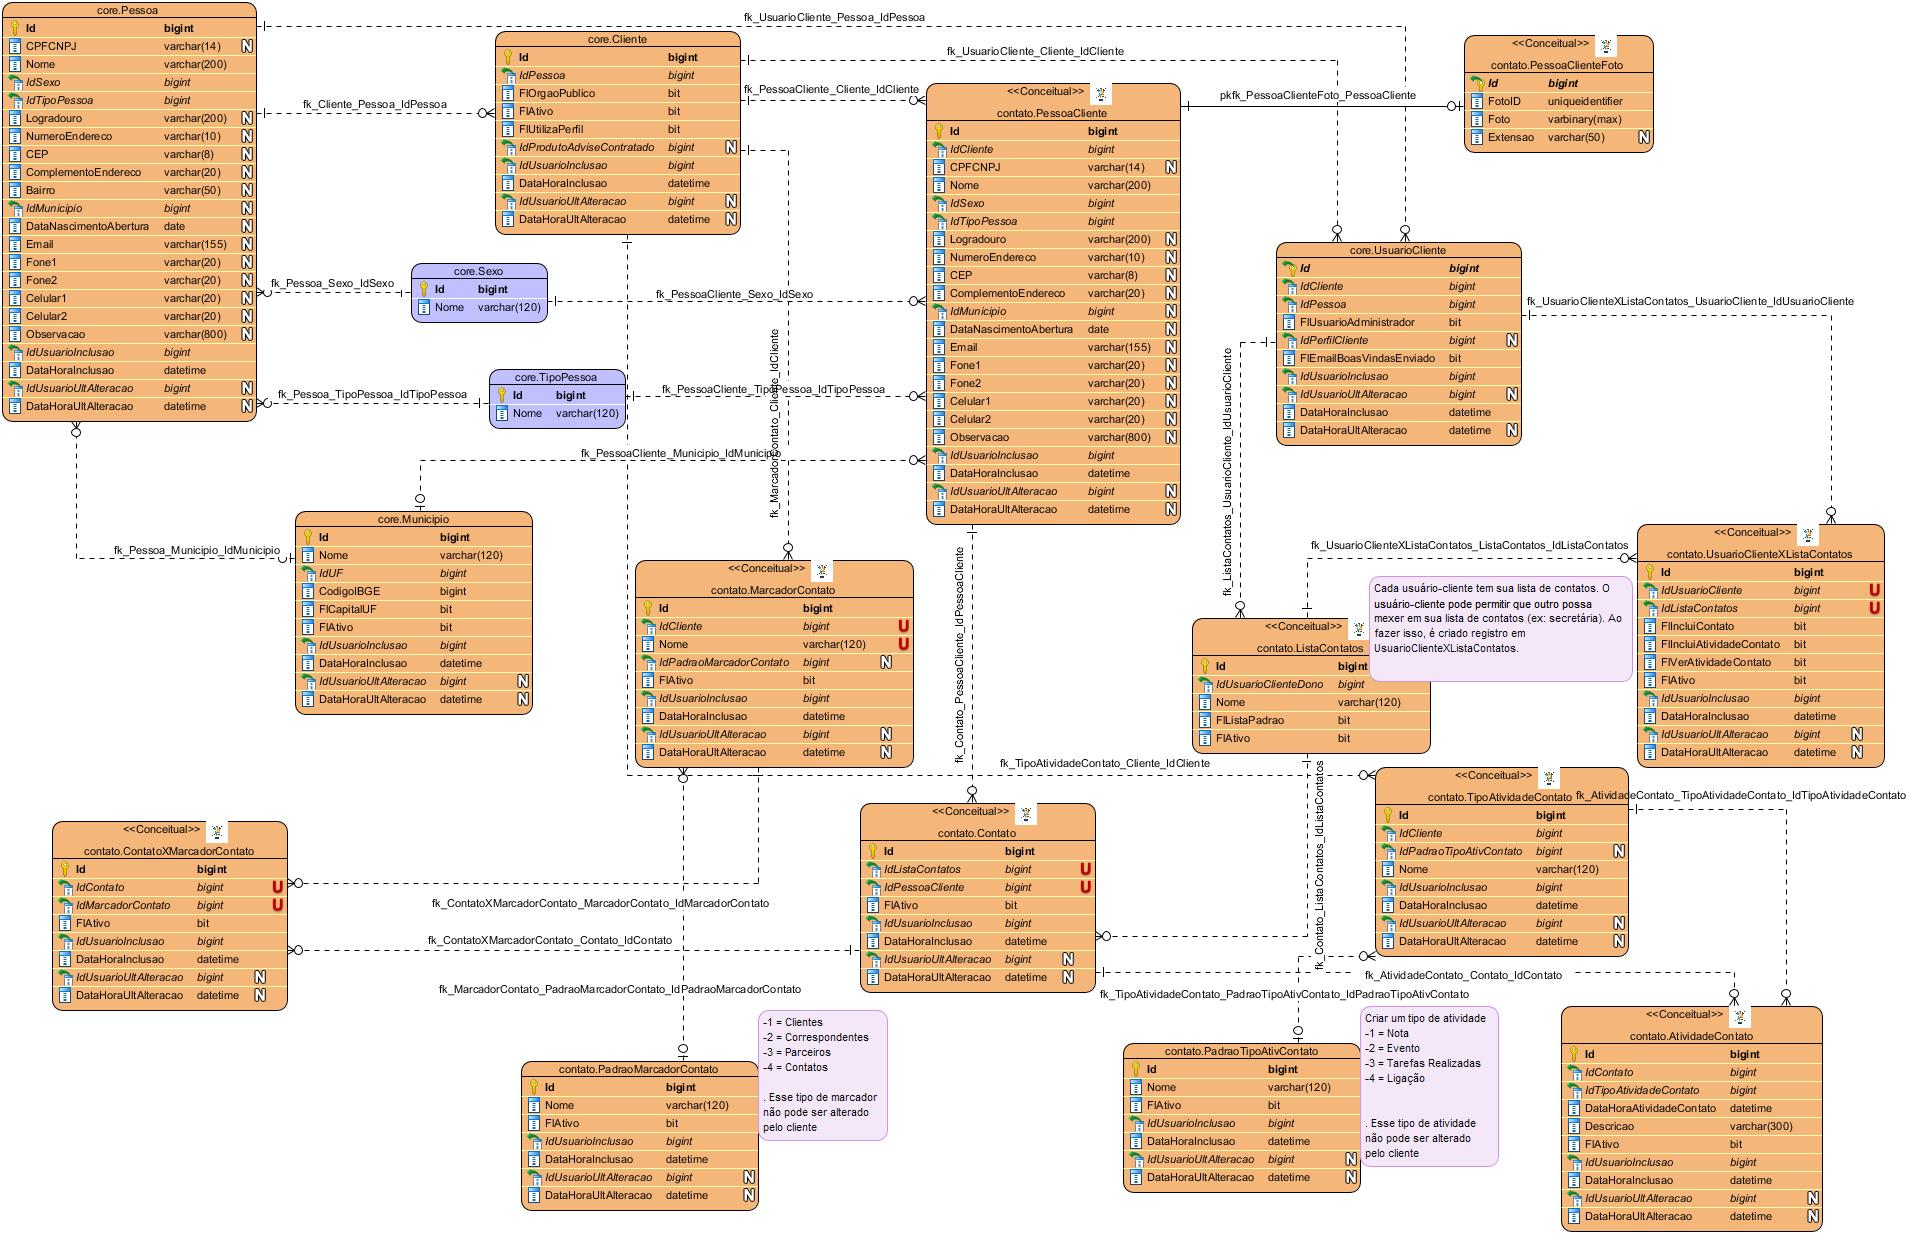 core.Pessoa
Id bigint
CPFCNPJ varchar(14) N
Nome varchar(200)
IdSexo bigint
IdTipoPessoa bigint
Logradouro varchar(200) N
NumeroEndereco varchar(10) N
CEP varchar(8) N
ComplementoEndereco varchar(20) N
Bairro varchar(50) N
IdMunicipio bigint N
DataNascimentoAbertura date N
Email varchar(155) N
Fone1 varchar(20) N
Fone2 varchar(20) N
Celular1 varchar(20) N
Celular2 varchar(20) N
Observacao varchar(800) N
IdUsuarioInclusao bigint
DataHoraInclusao datetime
IdUsuarioUltAlteracao bigint N
DataHoraUltAlteracao datetime N
fk_UsuarioCliente_Pessoa_IdPessoa
fk_UsuarioCliente_Cliente_IdCliente
fk_Cliente_Pessoa_IdPessoa
fk_PessoaCliente_Cliente_IdCliente
core.Cliente
Id bigint
IdPessoa bigint
FlOrgaoPublico bit
FlAtivo bit
FlUtilizaPerfil bit
IdProdutoAdviseContratado bigint N
IdUsuarioInclusao bigint
DataHoraInclusao datetime
IdUsuarioUltAlteracao bigint N
DataHoraUltAlteracao datetime N
<<Conceitual>>
contato.PessoaCliente
Id bigint
IdCliente bigint
CPFCNPJ varchar(14) N
Nome varchar(200)
IdSexo bigint
IdTipoPessoa bigint
Logradouro varchar(200) N
NumeroEndereco varchar(10) N
CEP varchar(8) N
ComplementoEndereco varchar(20) N
IdMunicipio bigint N
DataNascimentoAbertura date N
Email varchar(155) N
Fone1 varchar(20) N
Fone2 varchar(20) N
Celular1 varchar(20) N
Celular2 varchar(20) N
Observacao varchar(800) N
IdUsuarioInclusao bigint
DataHoraInclusao datetime
IdUsuarioUltAlteracao bigint N
DataHoraUltAlteracao datetime N
pkfk_PessoaClienteFoto_PessoaCliente
<<Conceitual>>
contato.PessoaClienteFoto
Id bigint
FotoID uniqueidentifier
Foto varbinary(max)
Extensao varchar(50) N
core.UsuarioCliente
Id bigint
IdCliente bigint
IdPessoa bigint
FlUsuarioAdministrador bit
IdPerfilCliente bigint N
FlEmailBoasVindasEnviado bit
IdUsuarioInclusao bigint
IdUsuarioUltAlteracao bigint N
DataHoraInclusao datetime
DataHoraUltAlteracao datetime N
fk_UsuarioClienteXListaContatos_UsuarioCliente_IdUsuarioCliente
fk_Pessoa_Sexo_IdSexo
core.Sexo
Id bigint
Nome varchar(120)
fk_PessoaCliente_Sexo_IdSexo
fk_Pessoa_TipoPessoa_IdTipoPessoa
core.TipoPessoa
Id bigint
Nome varchar(120)
fk_PessoaCliente_TipoPessoa_IdTipoPessoa
fk_MarcadorContato_Cliente_IdCliente
fk_PessoaCliente_Municipio_IdMunicipio
fk_Pessoa_Municipio_IdMunicipio
core.Municipio
Id bigint
Nome varchar(120)
IdUF bigint
CodigoIBGE bigint
FlCapitalUF bit
FlAtivo bit
IdUsuarioInclusao bigint
DataHoraInclusao datetime
IdUsuarioUltAlteracao bigint N
DataHoraUltAlteracao datetime N
<<Conceitual>>
contato.MarcadorContato
Id bigint
IdCliente bigint U
Nome varchar(120) U
IdPadraoMarcadorContato bigint N
FlAtivo bit
IdUsuarioInclusao bigint
DataHoraInclusao datetime
IdUsuarioUltAlteracao bigint N
DataHoraUltAlteracao datetime N
fk_Contato_PessoaCliente_IdPessoaCliente
fk_ListaContatos_UsuarioCliente_IdUsuarioCliente
fk_UsuarioClienteXListaContatos_ListaContatos_IdListaContatos
<<Conceitual>>
contato.ListaContatos
Id bigint
IdUsuarioClienteDono bigint
Nome varchar(120)
FlListaPadrao bit
FlAtivo bit
Cada usuário-cliente tem sua lista de contatos. O
usuário-cliente pode permitir que outro possa
mexer em sua lista de contatos (ex: secretária). Ao
fazer isso, é criado registro em
UsuarioClienteXListaContatos.
<<Conceitual>>
contato.UsuarioClienteXListaContatos
Id bigint
IdUsuarioCliente bigint U
IdListaContatos bigint U
FlIncluiContato bit
FlIncluiAtividadeContato bit
FlVerAtividadeContato bit
FlAtivo bit
IdUsuarioInclusao bigint
DataHoraInclusao datetime
IdUsuarioUltAlteracao bigint N
DataHoraUltAlteracao datetime N
fk_TipoAtividadeContato_Cliente_IdCliente
fk_Contato_ListaContatos_IdListaContatos
<<Conceitual>>
contato.TipoAtividadeContato
Id bigint
IdCliente bigint
IdPadraoTipoAtivContato bigint N
Nome varchar(120)
IdUsuarioInclusao bigint
DataHoraInclusao datetime
IdUsuarioUltAlteracao bigint N
DataHoraUltAlteracao datetime N
fk_AtividadeContato_TipoAtividadeContato_IdTipoAtividadeContato
<<Conceitual>>
contato.ContatoXMarcadorContato
Id bigint
IdContato bigint U
IdMarcadorContato bigint U
FlAtivo bit
IdUsuarioInclusao bigint
DataHoraInclusao datetime
IdUsuarioUltAlteracao bigint N
DataHoraUltAlteracao datetime N
fk_ContatoXMarcadorContato_MarcadorContato_IdMarcadorContato
fk_ContatoXMarcadorContato_Contato_IdContato
<<Conceitual>>
contato.Contato
Id bigint
IdListaContatos bigint U
IdPessoaCliente bigint U
FlAtivo bit
IdUsuarioInclusao bigint
DataHoraInclusao datetime
IdUsuarioUltAlteracao bigint N
DataHoraUltAlteracao datetime N
fk_AtividadeContato_Contato_IdContato
fk_MarcadorContato_PadraoMarcadorContato_IdPadraoMarcadorContato
fk_TipoAtividadeContato_PadraoTipoAtivContato_IdPadraoTipoAtivContato
contato.PadraoMarcadorContato
Id bigint
Nome varchar(120)
FlAtivo bit
IdUsuarioInclusao bigint
DataHoraInclusao datetime
IdUsuarioUltAlteracao bigint N
DataHoraUltAlteracao datetime N
-1 = Clientes
-2 = Correspondentes
-3 = Parceiros
-4 = Contatos
. Esse tipo de marcador
não pode ser alterado
pelo cliente
contato.PadraoTipoAtivContato
Id bigint
Nome varchar(120)
FlAtivo bit
IdUsuarioInclusao bigint
DataHoraInclusao datetime
IdUsuarioUltAlteracao bigint N
DataHoraUltAlteracao datetime N
Criar um tipo de atividade
-1 = Nota
-2 = Evento
-3 = Tarefas Realizadas
-4 = Ligação
. Esse tipo de atividade
não pode ser alterado
pelo cliente
<<Conceitual>>
contato.AtividadeContato
Id bigint
IdContato bigint
IdTipoAtividadeContato bigint
DataHoraAtividadeContato datetime
Descricao varchar(300)
FlAtivo bit
IdUsuarioInclusao bigint
DataHoraInclusao datetime
IdUsuarioUltAlteracao bigint N
DataHoraUltAlteracao datetime N